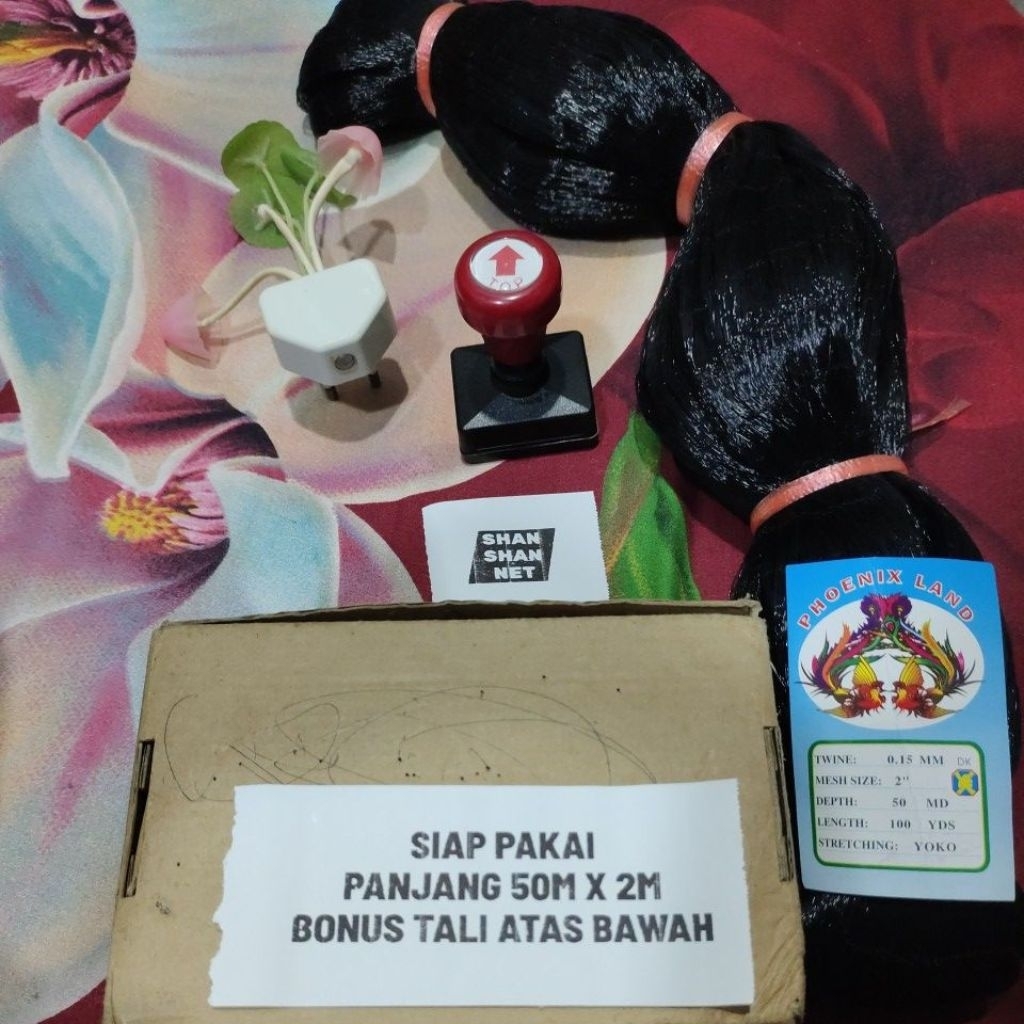 TOP
SHAN
SHAN
NET
PHOENIX LAND
TWINE: 0.15 MM DK
MESH SIZE: 2"
DEPTH: 50 MD
LENGTH: 100 YDS
STRETCHING: YOKO
SIAP PAKAI
PANJANG 50M X 2M
BONUS TALI ATAS BAWAH